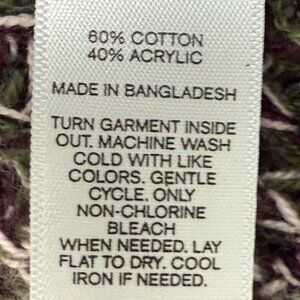 60% COTTON
40% ACRYLIC
MADE IN BANGLADESH
TURN GARMENT INSIDE
OUT. MACHINE WASH
COLD WITH LIKE
COLORS. GENTLE
CYCLE. ONLY
NON-CHLORINE
BLEACH
WHEN NEEDED. LAY
FLAT TO DRY. COOL
IRON IF NEEDED.